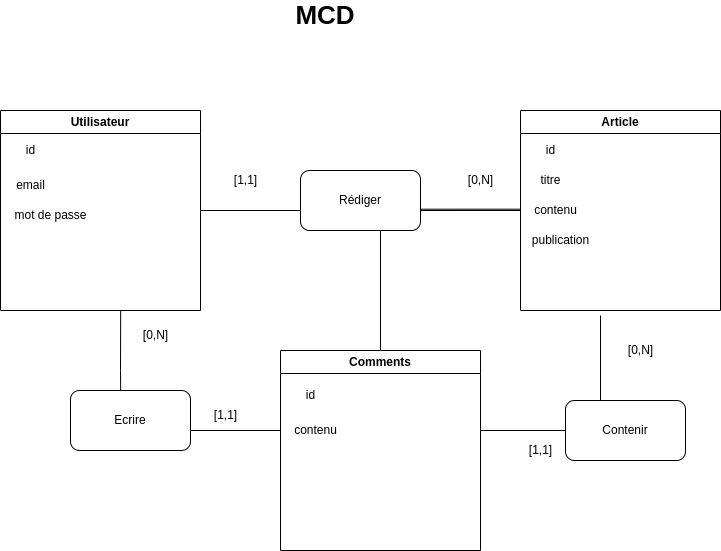 MCD
Utilisateur
id
email
mot de passe
[1,1]
Rédiger
[0,N]
Article
id
titre
contenu
publication
[0,N]
Ecrire
[1,1]
Comments
id
contenu
[0,N]
Contenir
[1,1]